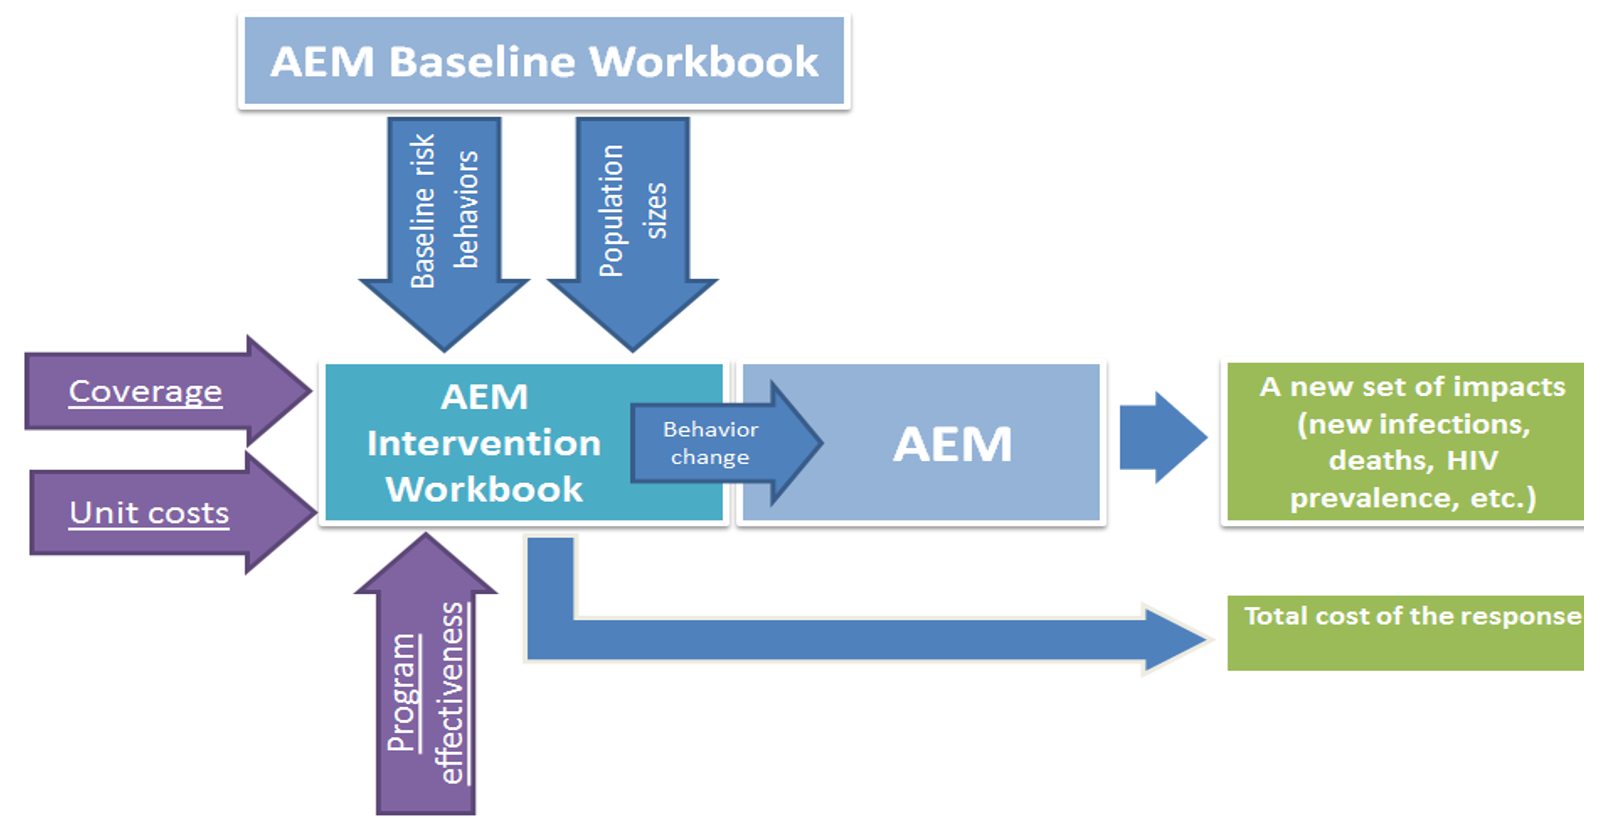 AEM Baseline Workbook
Baseline risk
behaviors
Population
sizes
Coverage
Unit costs
AEM
Intervention
Workbook
Behavior
change
AEM
A new set of impacts
(new infections,
deaths, HIV
prevalence, etc.)
Total cost of the response
Program
effectiveness